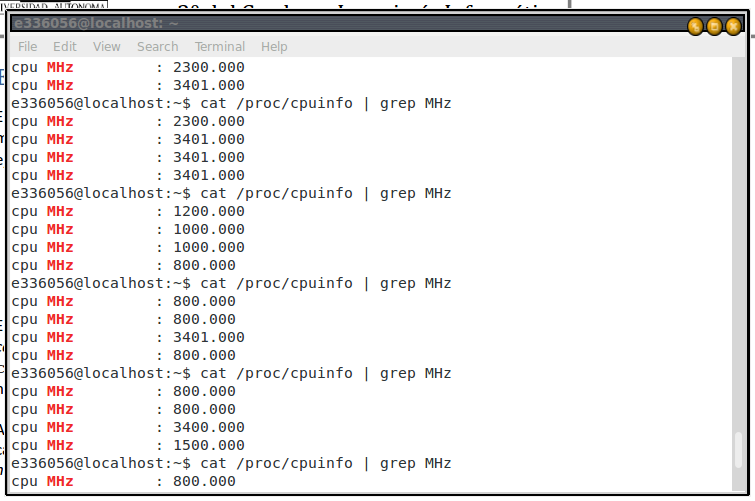 UNIVERSIDAD AUTONOMA
e336056@localhost: ~
File Edit View Search Terminal Help
cpu MHz : 2300.000
cpu MHz : 3401.000
e336056@localhost:~$ cat /proc/cpuinfo | grep MHz
cpu MHz : 2300.000
cpu MHz : 3401.000
cpu MHz : 3401.000
cpu MHz : 3401.000
e336056@localhost:~$ cat /proc/cpuinfo | grep MHz
cpu MHz : 1200.000
cpu MHz : 1000.000
cpu MHz : 1000.000
cpu MHz : 800.000
e336056@localhost:~$ cat /proc/cpuinfo | grep MHz
cpu MHz : 800.000
cpu MHz : 800.000
cpu MHz : 3401.000
cpu MHz : 800.000
e336056@localhost:~$ cat /proc/cpuinfo | grep MHz
cpu MHz : 800.000
cpu MHz : 800.000
cpu MHz : 3400.000
cpu MHz : 1500.000
e336056@localhost:~$ cat /proc/cpuinfo | grep MHz
cpu MHz : 800.000